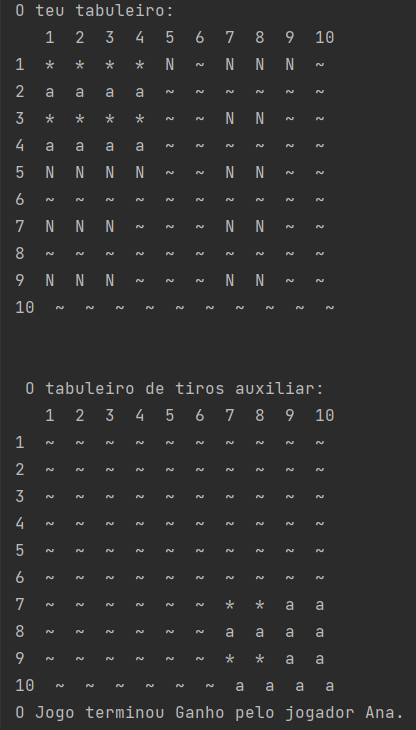 O teu tabuleiro:
   1  2  3  4  5  6  7  8  9  10
1  *  *  *  *  N  ~  N  N  N  ~
2  a  a  a  a  ~  ~  ~  ~  ~  ~
3  *  *  *  *  ~  ~  N  N  ~  ~
4  a  a  a  a  ~  ~  ~  ~  ~  ~
5  N  N  N  N  ~  ~  N  N  ~  ~
6  ~  ~  ~  ~  ~  ~  ~  ~  ~  ~
7  N  N  N  ~  ~  ~  N  N  ~  ~
8  ~  ~  ~  ~  ~  ~  ~  ~  ~  ~
9  N  N  N  ~  ~  ~  N  N  ~  ~
10  ~  ~  ~  ~  ~  ~  ~  ~  ~  ~
 O tabuleiro de tiros auxiliar:
   1  2  3  4  5  6  7  8  9  10
1  ~  ~  ~  ~  ~  ~  ~  ~  ~  ~
2  ~  ~  ~  ~  ~  ~  ~  ~  ~  ~
3  ~  ~  ~  ~  ~  ~  ~  ~  ~  ~
4  ~  ~  ~  ~  ~  ~  ~  ~  ~  ~
5  ~  ~  ~  ~  ~  ~  ~  ~  ~  ~
6  ~  ~  ~  ~  ~  ~  ~  ~  ~  ~
7  ~  ~  ~  ~  ~  ~  *  *  a  a
8  ~  ~  ~  ~  ~  ~  a  a  a  a
9  ~  ~  ~  ~  ~  ~  *  *  a  a
10  ~  ~  ~  ~  ~  ~  a  a  a  a
O Jogo terminou Ganho pelo jogador Ana.